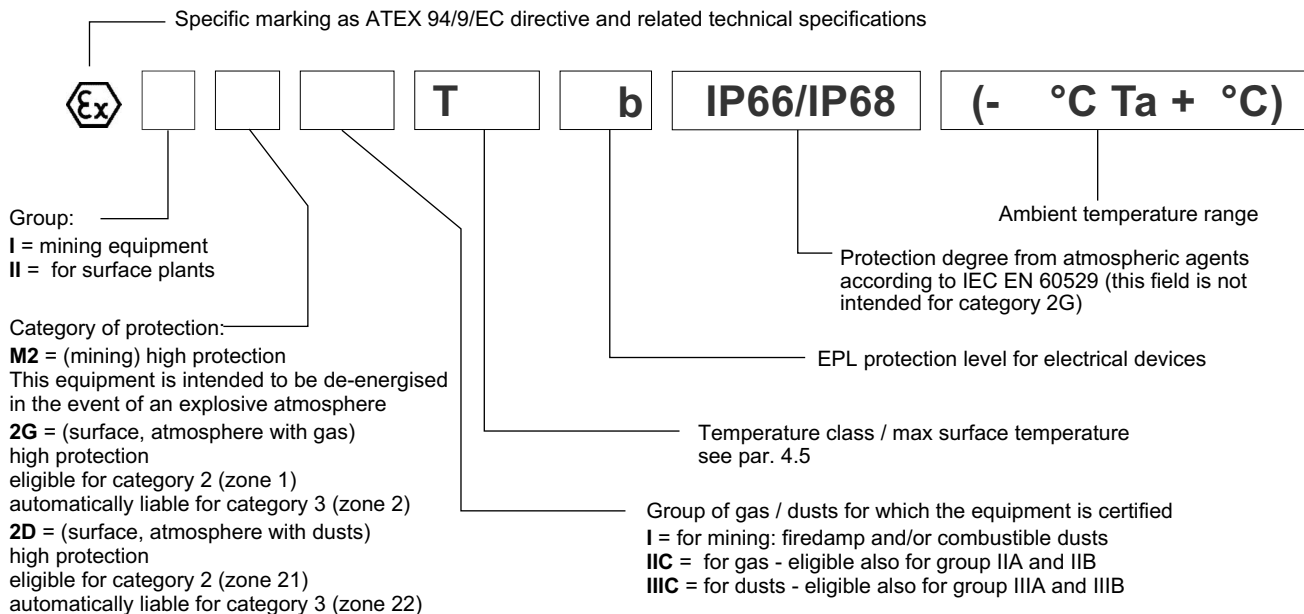 Specific marking as ATEX 94/9/EC directive and related technical specifications
Ex T b IP66/IP68 (- °C Ta + °C)
Group:
I = mining equipment
II = for surface plants
Category of protection:
M2 = (mining) high protection
This equipment is intended to be de-energised
in the event of an explosive atmosphere
2G = (surface, atmosphere with gas)
high protection
eligible for category 2 (zone 1)
automatically liable for category 3 (zone 2)
2D = (surface, atmosphere with dusts)
high protection
eligible for category 2 (zone 21)
automatically liable for category 3 (zone 22)
Ambient temperature range
Protection degree from atmospheric agents
according to IEC EN 60529 (this field is not
intended for category 2G)
EPL protection level for electrical devices
Temperature class / max surface temperature
see par. 4.5
Group of gas / dusts for which the equipment is certified
I = for mining: firedamp and/or combustible dusts
IIC = for gas - eligible also for group IIA and IIB
IIIC = for dusts - eligible also for group IIIA and IIIB